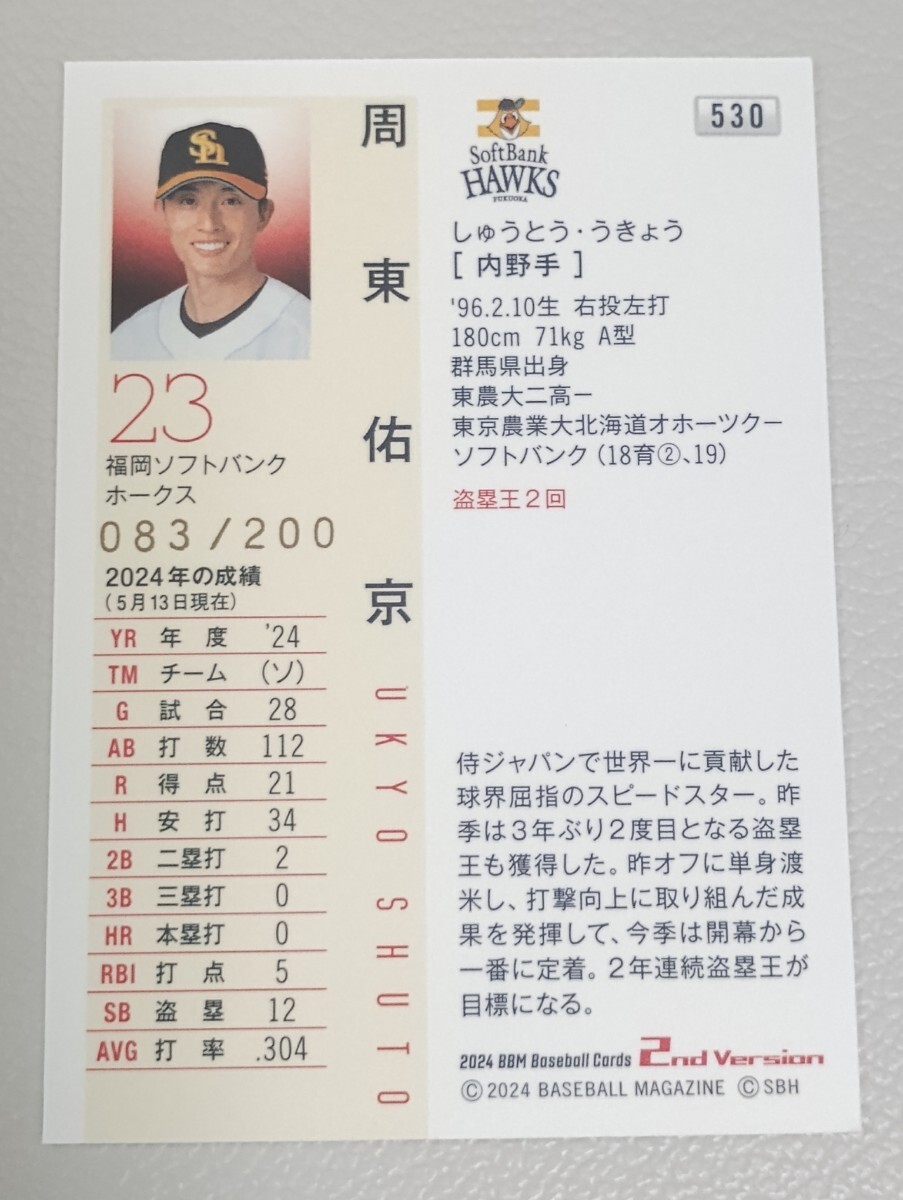 周東佑京
UKYO SHUTO
23
福岡ソフトバンク
ホークス
083/200
2024年の成績
(5月13日現在)
YR 年度 '24
TM チーム (ソ)
G 試合 28
AB 打数 112
R 得点 21
H 安打 34
2B 二塁打 2
3B 三塁打 0
HR 本塁打 0
RBI 打点 5
SB 盗塁 12
AVG 打率 .304
SoftBank
HAWKS
FUKUOKA
530
しゅうとう・うきょう
[ 内野手 ]
'96.2.10生 右投左打
180cm 71kg A型
群馬県出身
東農大二高ー
東京農業大北海道オホーツクー
ソフトバンク (18育②、19)
盗塁王2回
侍ジャパンで世界一に貢献した
球界屈指のスピードスター。昨
季は3年ぶり2度目となる盗塁
王も獲得した。昨オフに単身渡
米し、打撃向上に取り組んだ成
果を発揮して、今季は開幕から
一番に定着。2年連続盗塁王が
目標になる。
2024 BBM Baseball Cards 2nd Version
©2024 BASEBALL MAGAZINE ©SBH